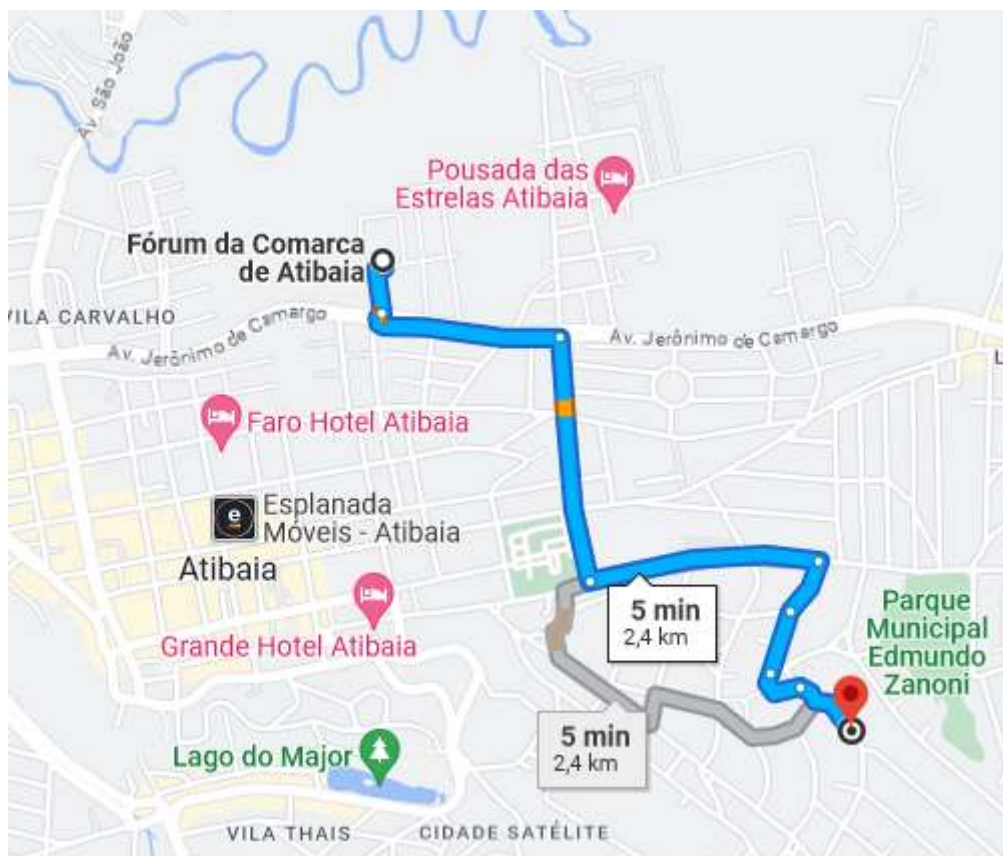 Av. São João
Pousada das
Estrelas Atibaia
Fórum da Comarca
de Atibaia
VILA CARVALHO
Av. Jerônimo de Camargo
Av. Jerônimo de Camargo
L
Faro Hotel Atibaia
e
Esplanada
Móveis - Atibaia
Atibaia
Grande Hotel Atibaia
5 min
2,4 km
Parque
Municipal
Edmundo
Zanoni
5 min
2,4 km
Lago do Major
VILA THAIS
CIDADE SATÉLITE